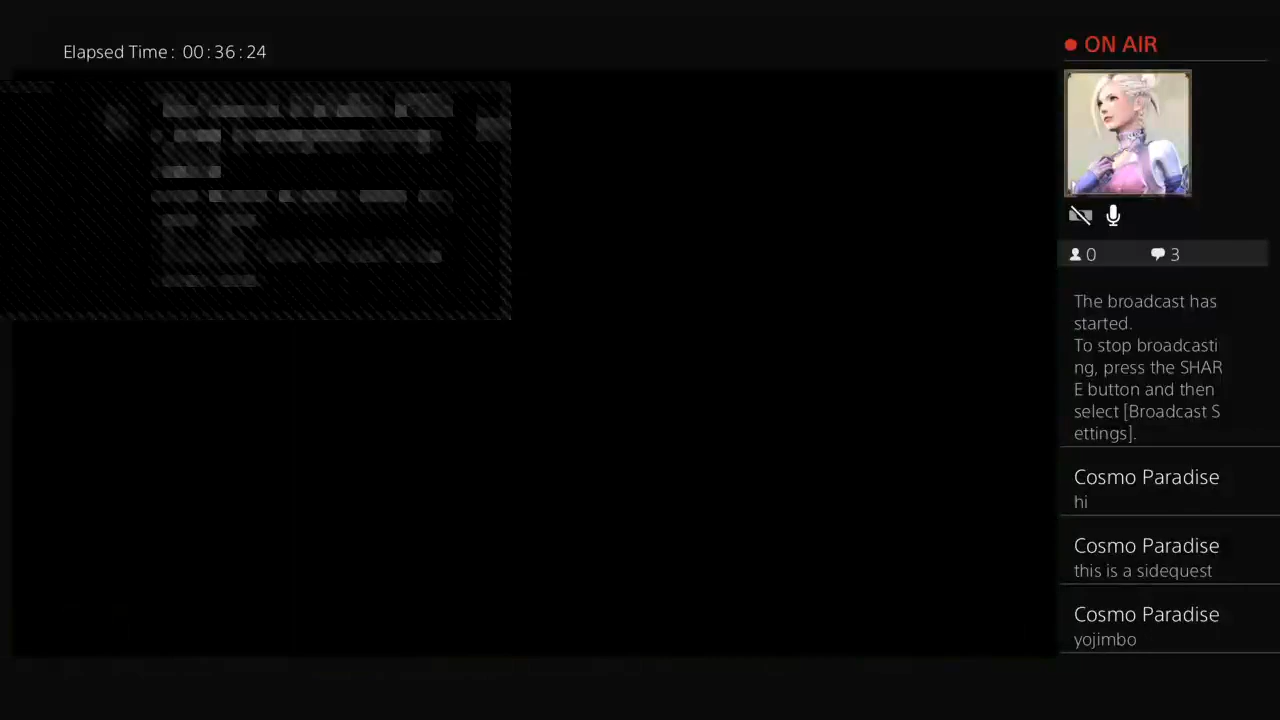 Elapsed Time: 00:36:24
ON AIR
0 3
The broadcast has
started.
To stop broadcasti
ng, press the SHAR
E button and then
select [Broadcast S
ettings].
Cosmo Paradise
hi
Cosmo Paradise
this is a sidequest
Cosmo Paradise
yojimbo